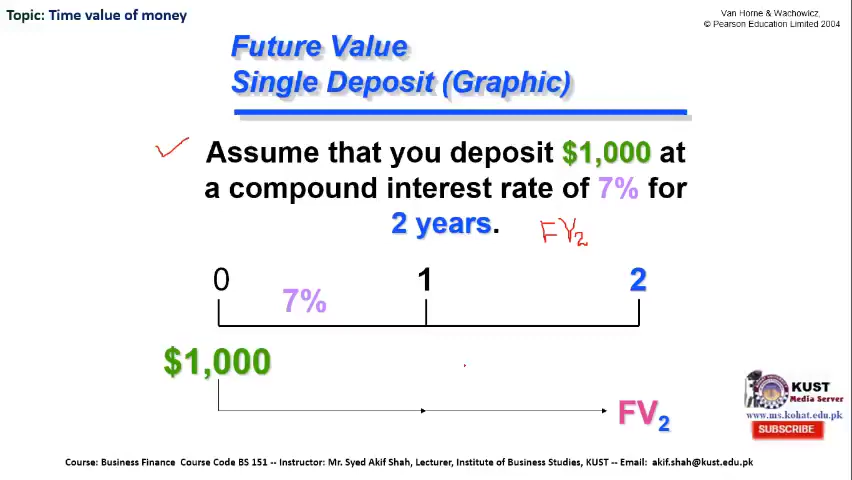 Topic: Time value of money
Van Horne & Wachowicz,
© Pearson Education Limited 2004
Future Value
Single Deposit (Graphic)
Assume that you deposit $1,000 at
a compound interest rate of 7% for
2 years.
FV2
0 1 2
7%
$1,000
FV2
KUST
Media Server
www.ms.kohat.edu.pk
SUBSCRIBE
Course: Business Finance Course Code BS 151 -- Instructor: Mr. Syed Akif Shah, Lecturer, Institute of Business Studies, KUST -- Email: akif.shah@kust.edu.pk